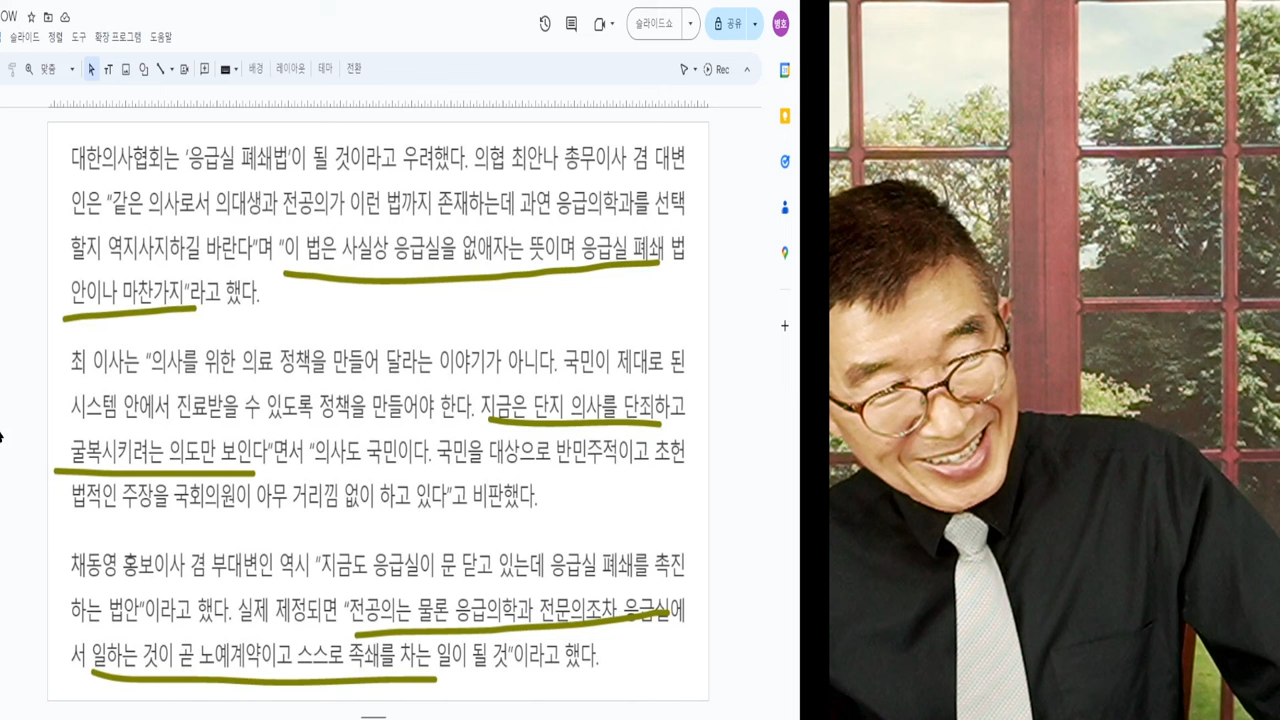 OW
슬라이드 정렬 도구 확장 프로그램 도움말
슬라이드쇼
공유
병호
맞춤
배경 레이아웃 테마 전환
Rec
대한의사협회는 ‘응급실 폐쇄법’이 될 것이라고 우려했다. 의협 최안나 총무이사 겸 대변
인은 “같은 의사로서 의대생과 전공의가 이런 법까지 존재하는데 과연 응급의학과를 선택
할지 역지사지하길 바란다”며 “이 법은 사실상 응급실을 없애자는 뜻이며 응급실 폐쇄 법
안이나 마찬가지”라고 했다.
최 이사는 “의사를 위한 의료 정책을 만들어 달라는 이야기가 아니다. 국민이 제대로 된
시스템 안에서 진료받을 수 있도록 정책을 만들어야 한다. 지금은 단지 의사를 단죄하고
굴복시키려는 의도만 보인다”면서 “의사도 국민이다. 국민을 대상으로 반민주적이고 초헌
법적인 주장을 국회의원이 아무 거리낌 없이 하고 있다”고 비판했다.
채동영 홍보이사 겸 부대변인 역시 “지금도 응급실이 문 닫고 있는데 응급실 폐쇄를 촉진
하는 법안”이라고 했다. 실제 제정되면 “전공의는 물론 응급의학과 전문의조차 응급실에
서 일하는 것이 곧 노예계약이고 스스로 족쇄를 차는 일이 될 것”이라고 했다.